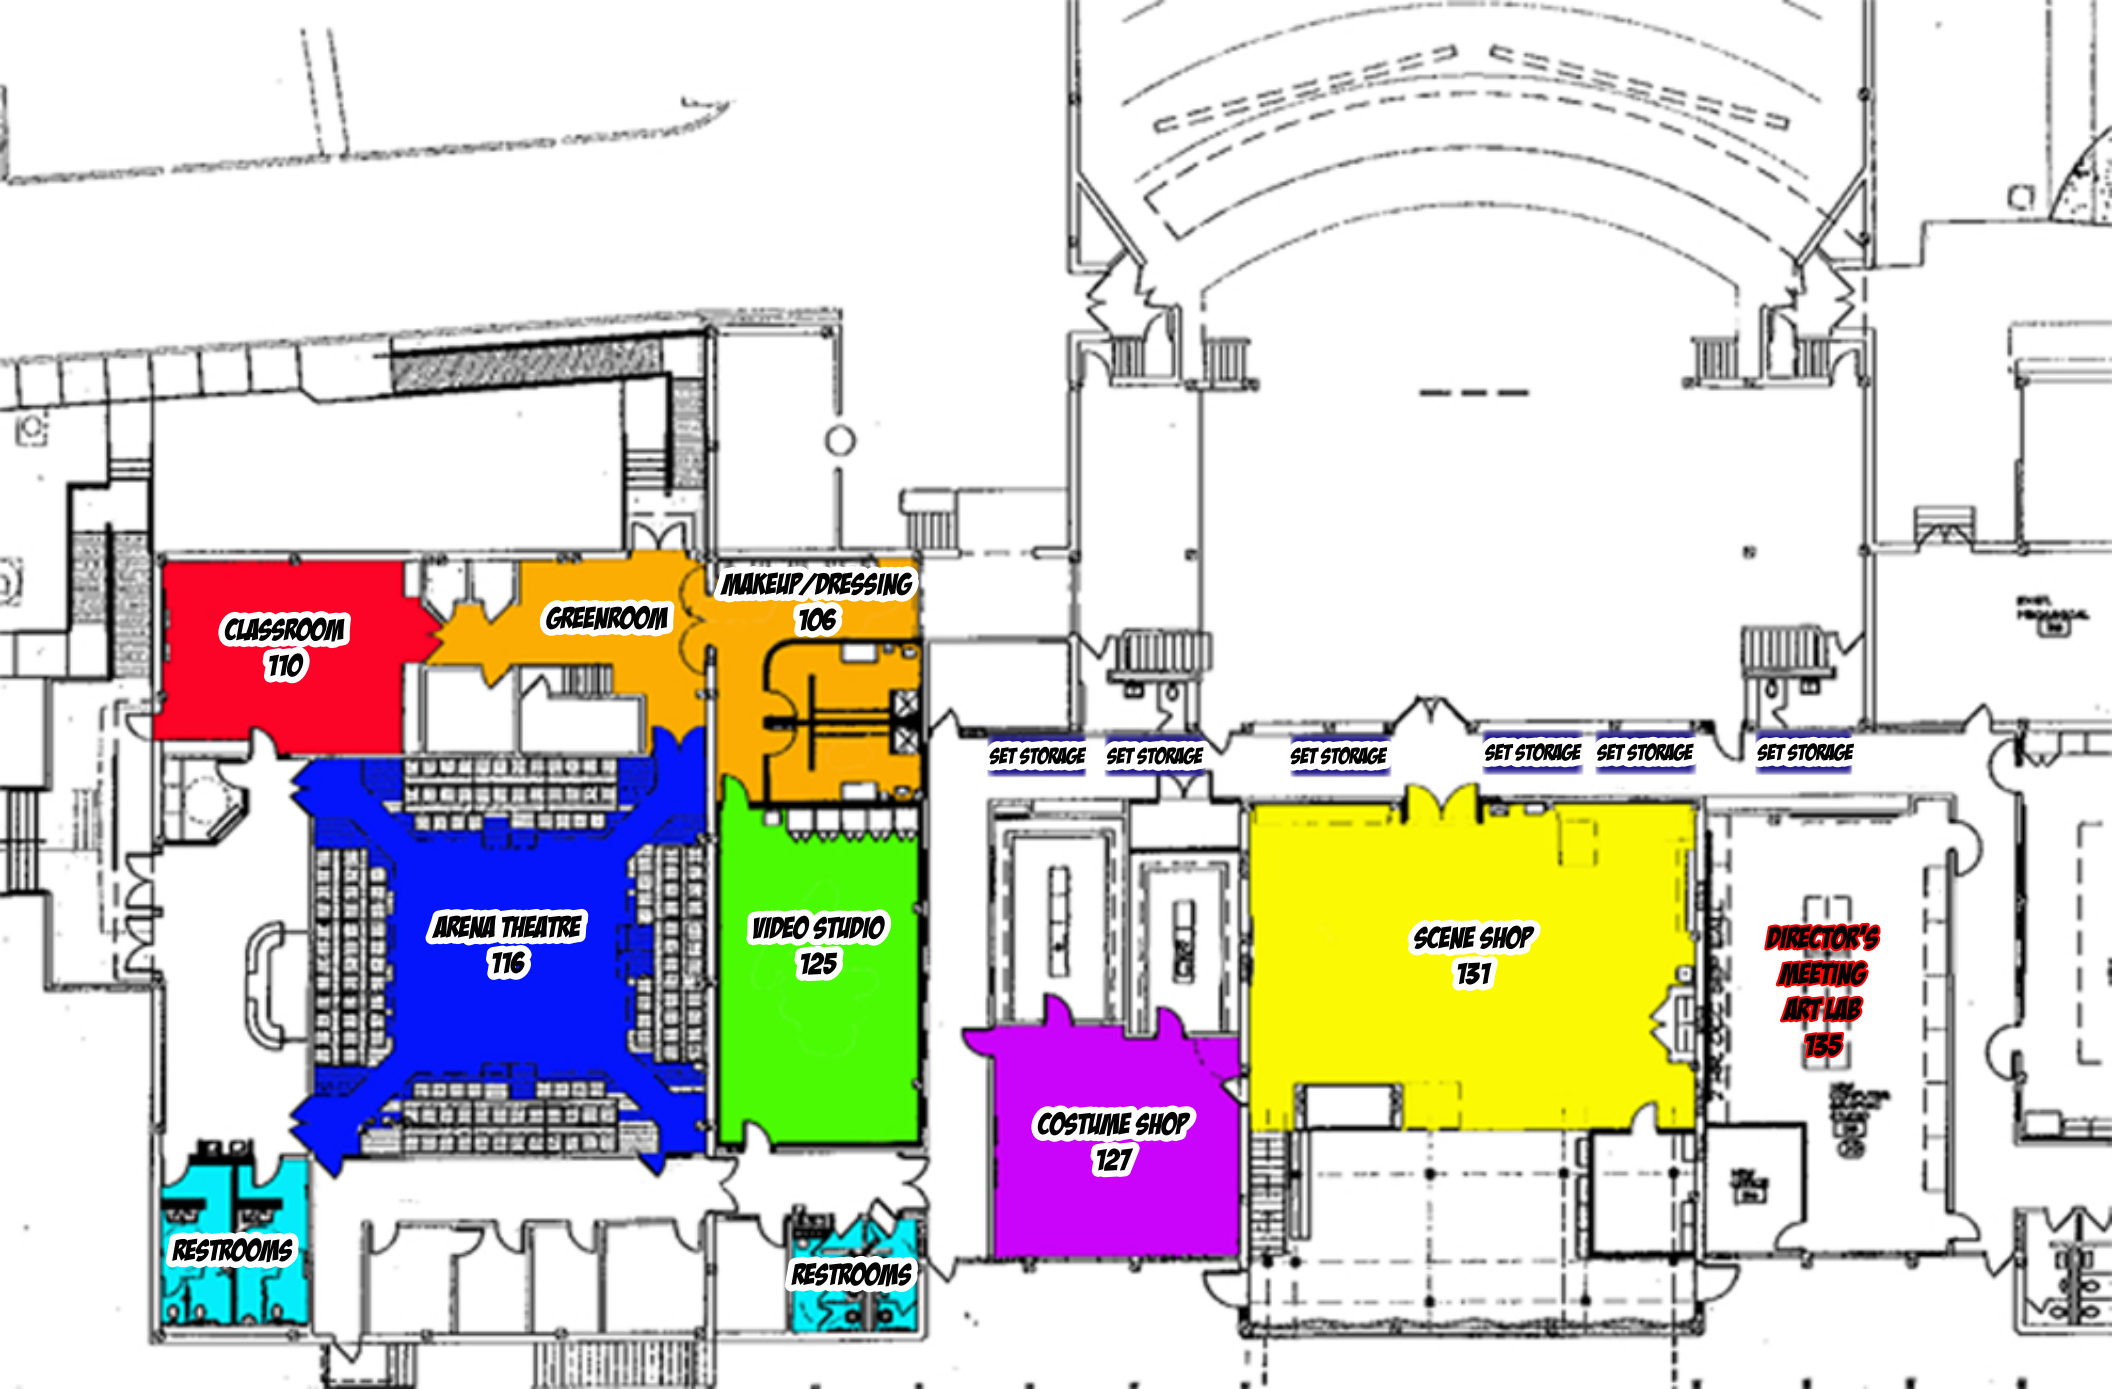 MAKEUP/DRESSING
106
CLASSROOM
110
GREENROOM
SET STORAGE
SET STORAGE
SET STORAGE
SET STORAGE
SET STORAGE
SET STORAGE
ARENA THEATRE
116
VIDEO STUDIO
125
SCENE SHOP
131
DIRECTOR'S
MEETING
ART LAB
135
COSTUME SHOP
127
RESTROOMS
RESTROOMS